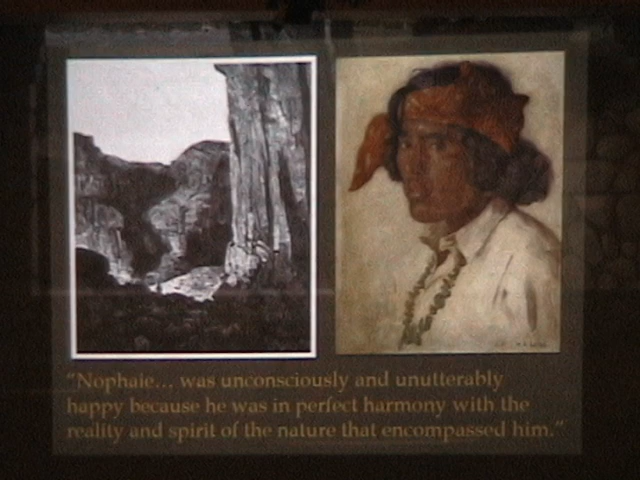 "Nophaie... was unconsciously and unutterably
happy because he was in perfect harmony with the
reality and spirit of the nature that encompassed him."